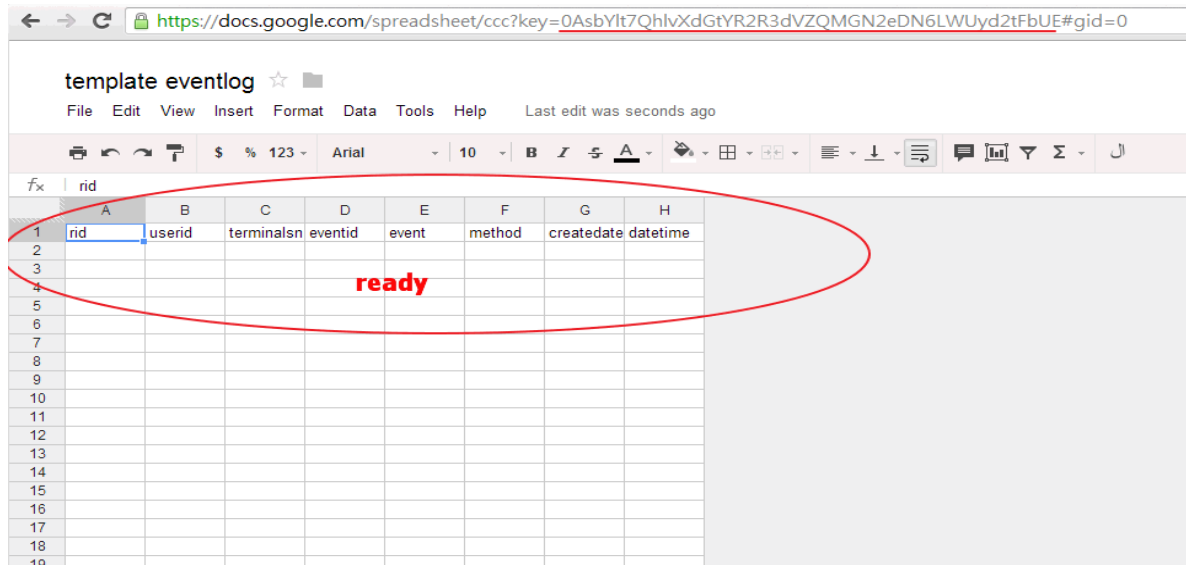 https://docs.google.com/spreadsheet/ccc?key=0AsbYlt7QhlvXdGtYR2R3dVZQMGN2eDN6LWUyd2tFbUE#gid=0
template eventlog
File Edit View Insert Format Data Tools Help Last edit was seconds ago
$ % 123 Arial 10 B I S A Σ
fx rid
A B C D E F G H
1 rid userid terminalsn eventid event method createdate datetime
2
3
4 ready
5
6
7
8
9
10
11
12
13
14
15
16
17
18
19